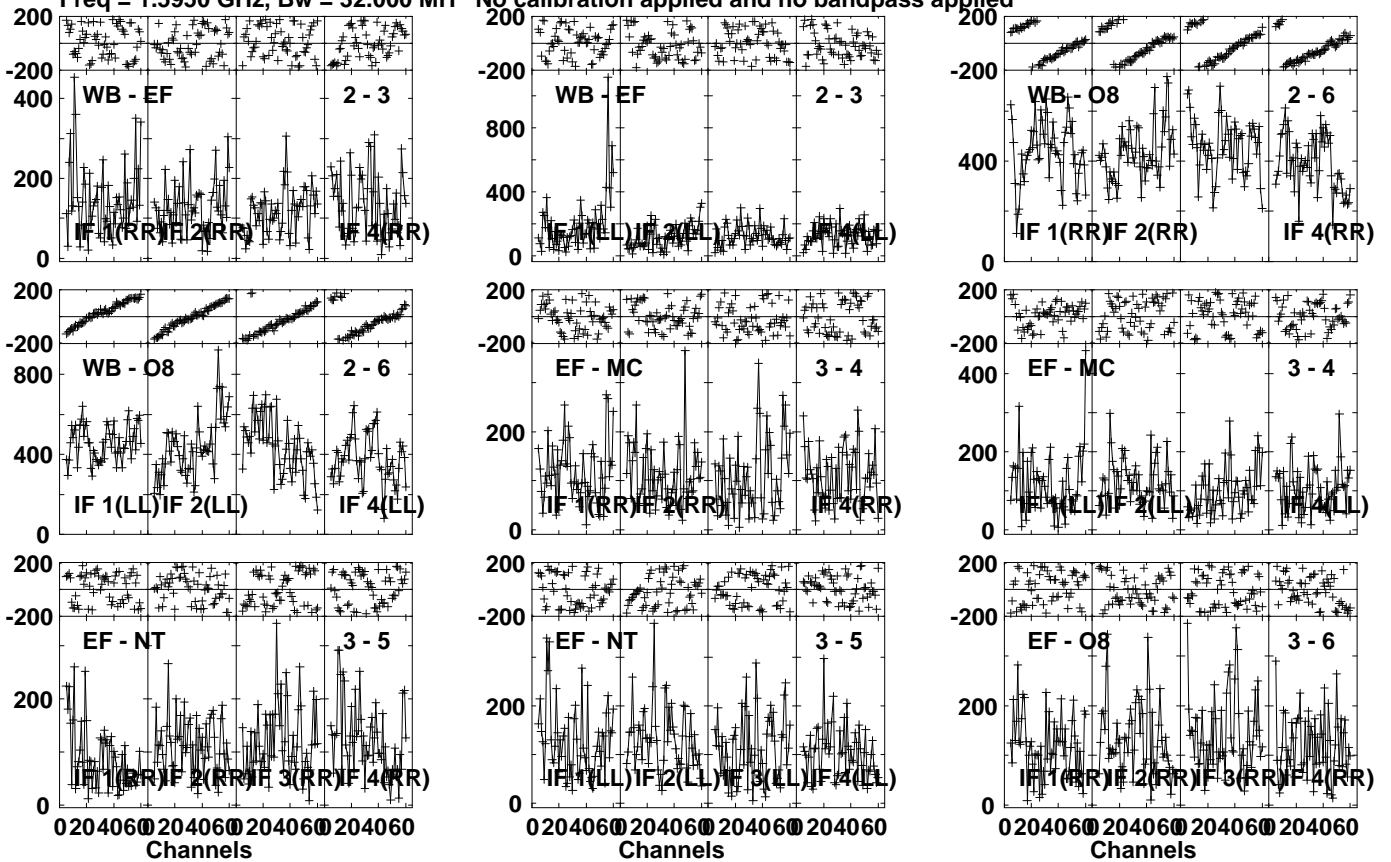 Freq = 1.5950 GHz, Bw = 32.000 MH No calibration applied and no bandpass applied
200 200 200
-200 -200
WB - EF 2 - 3 WB - EF 2 - 3 WB - O8 2 - 6
400 800
200 400 400
0 0 0
IF 1(RR) IF 2(RR) IF 4(RR) IF 1(LL) IF 2(LL) IF 4(LL) IF 1(RR) IF 2(RR) IF 4(RR)
200 200 200
-200 -200 -200
WB - O8 2 - 6 EF - MC 3 - 4 EF - MC 3 - 4
800 400
400 200 200
0 0 0
IF 1(LL) IF 2(LL) IF 4(LL) IF 1(RR) IF 2(RR) IF 4(RR) IF 1(LL) IF 2(LL) IF 4(LL)
200 200 200
-200 -200 -200
EF - NT 3 - 5 EF - NT 3 - 5 EF - O8 3 - 6
200 200 200
IF 1(RR) IF 2(RR) IF 3(RR) IF 4(RR) IF 1(LL) IF 2(LL) IF 3(LL) IF 4(LL) IF 1(RR) IF 2(RR) IF 3(RR) IF 4(RR)
0 0 0
0 20 40 60 0 20 40 60 0 20 40 60 0 20 40 60 0 20 40 60 0 20 40 60 0 20 40 60 0 20 40 60 0 20 40 60 0 20 40 60 0 20 40 60 0 20 40 60
Channels Channels Channels